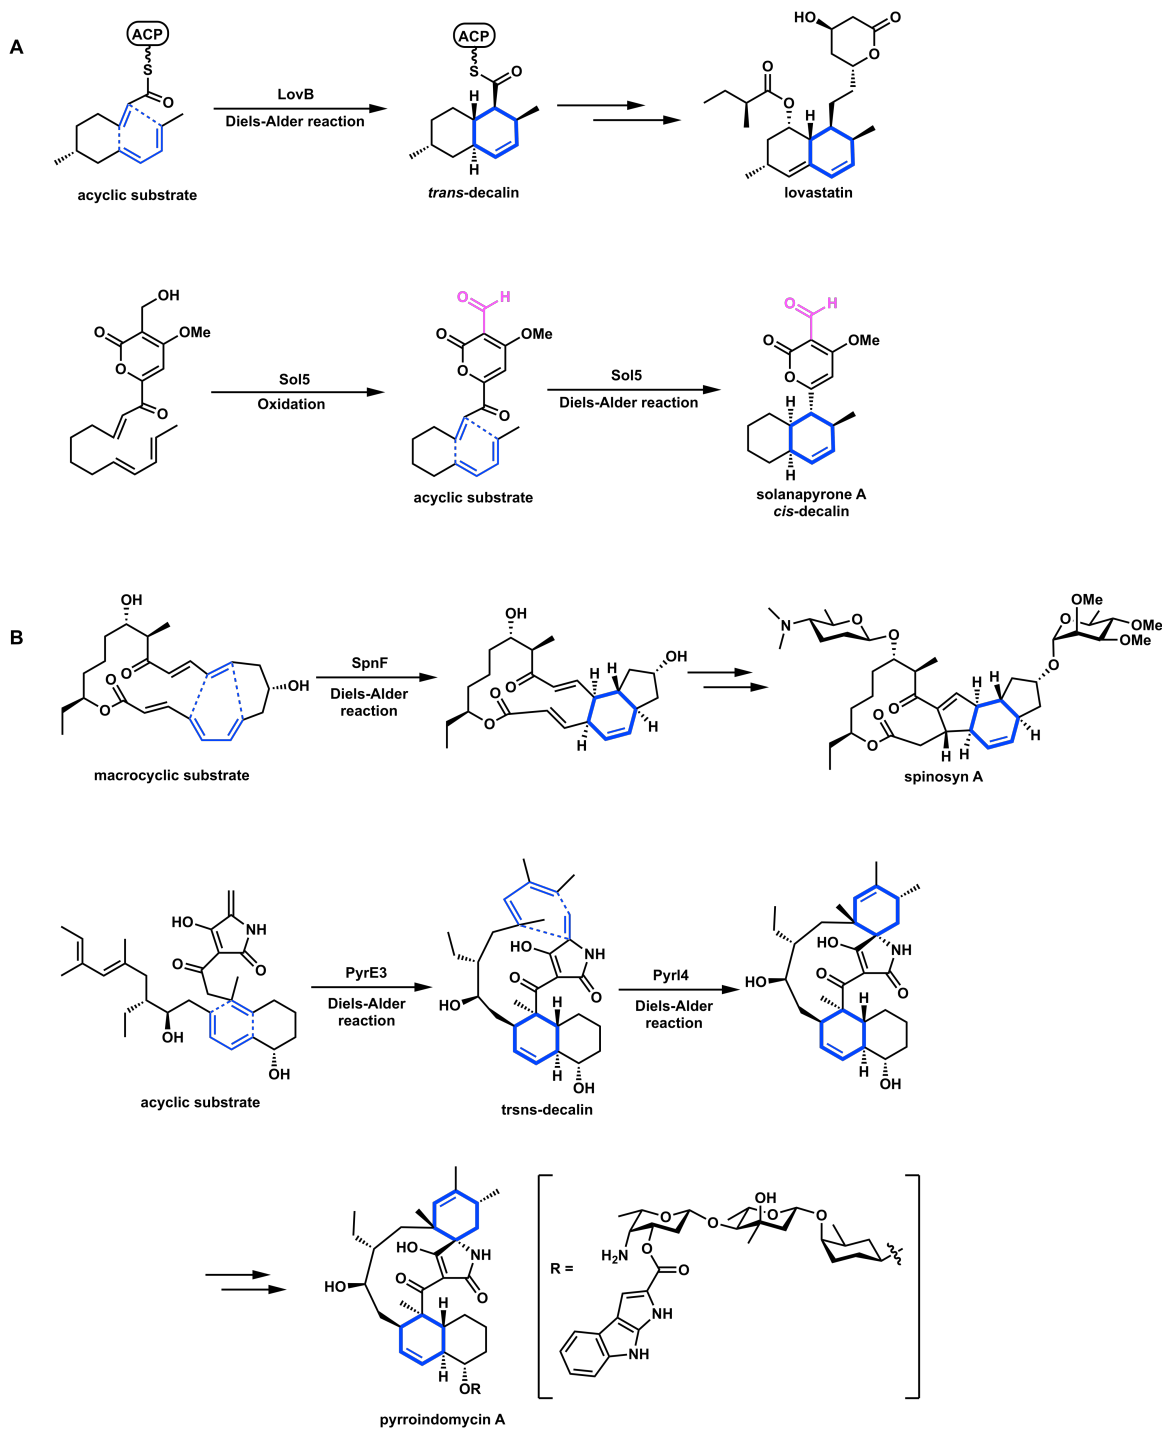 A
ACP
S
O
acyclic substrate
LovB
Diels-Alder reaction
ACP
S
O
H
H
trans-decalin
HO
O
O
O
O
H
lovastatin
OH
O
OMe
O
O
Sol5
Oxidation
O
H
O
OMe
O
O
acyclic substrate
Sol5
Diels-Alder reaction
O
H
O
OMe
O
H
H
solanapyrone A
cis-decalin
B
OH
O
O
O
OH
macrocyclic substrate
SpnF
Diels-Alder
reaction
OH
O
O
O
H
H
OH
H
H
N
O
O
O
O
O
H
H
H
H
H
O
O
OMe
OMe
OMe
spinosyn A
HO
NH
O
O
OH
OH
acyclic substrate
PyrE3
Diels-Alder
reaction
HO
NH
O
O
HO
H
H
OH
trsns-decalin
PyrI4
Diels-Alder
reaction
HO
NH
O
O
HO
H
H
OH
HO
NH
O
O
HO
H
H
OR
pyrroindomycin A
R =
O
O
O
OH
O
O
H2N
O
O
NH
NH